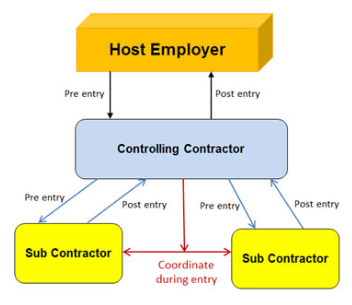 Host Employer
Pre entry
Post entry
Controlling Contractor
Pre entry
Post entry
Pre entry
Post entry
Sub Contractor
Coordinate
during entry
Sub Contractor